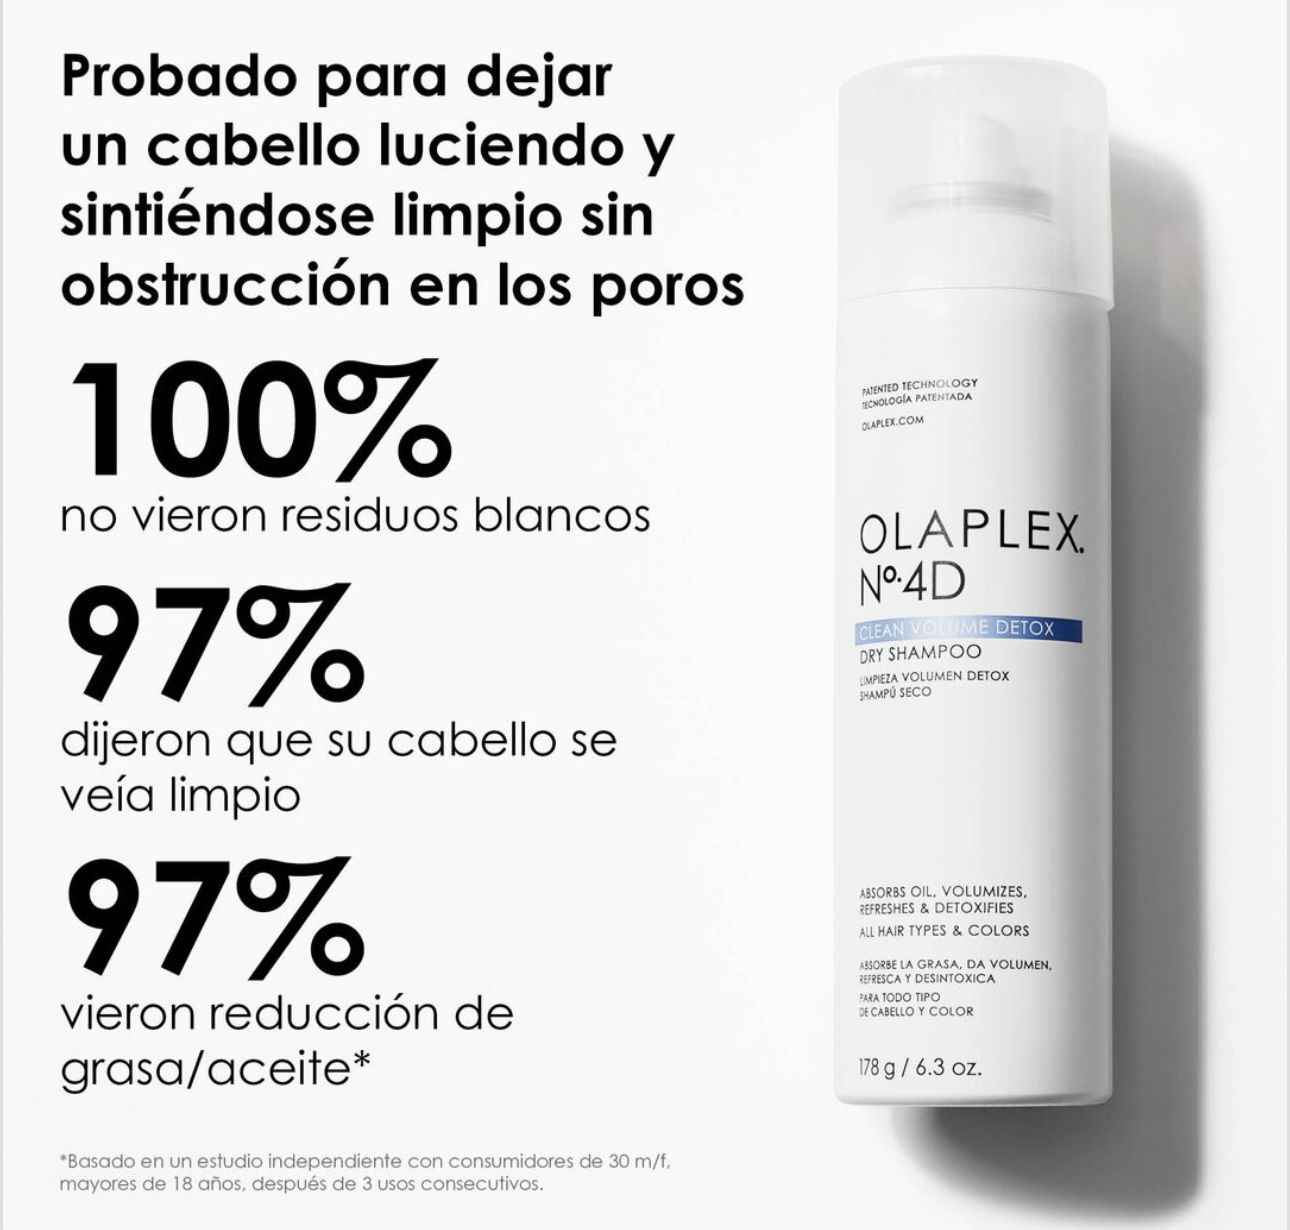 Probado para dejar
un cabello luciendo y
sintiéndose limpio sin
obstrucción en los poros
100%
no vieron residuos blancos
97%
dijeron que su cabello se
veía limpio
97%
vieron reducción de
grasa/aceite*
*Basado en un estudio independiente con consumidores de 30 m/f,
mayores de 18 años, después de 3 usos consecutivos.
PATENTED TECHNOLOGY
TECNOLOGÍA PATENTADA
OLAPLEX.COM
OLAPLEX.
Nº.4D
CLEAN VOLUME DETOX
DRY SHAMPOO
LIMPIEZA VOLUMEN DETOX
SHAMPÚ SECO
ABSORBS OIL, VOLUMIZES,
REFRESHES & DETOXIFIES
ALL HAIR TYPES & COLORS
ABSORBE LA GRASA, DA VOLUMEN,
REFRESCA Y DESINTOXICA
PARA TODO TIPO
DE CABELLO Y COLOR
178 g / 6.3 oz.